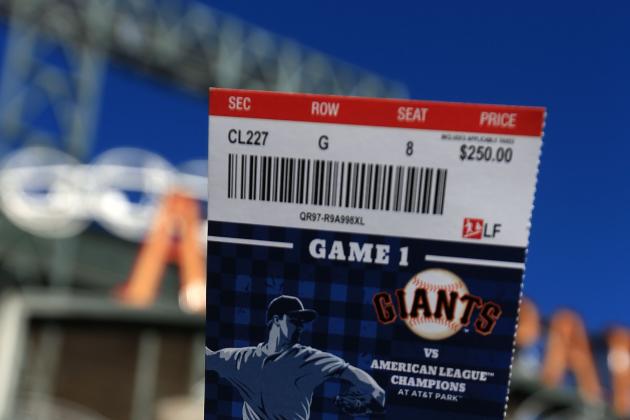 SEC ROW SEAT PRICE
INCLUDES APPLICABLE TAXES
CL227 G 8 $250.00
QR97-R9A998XL
LF
GAME 1
GIANTS
VS
AMERICAN LEAGUE™
CHAMPIONS
AT AT&T PARK™